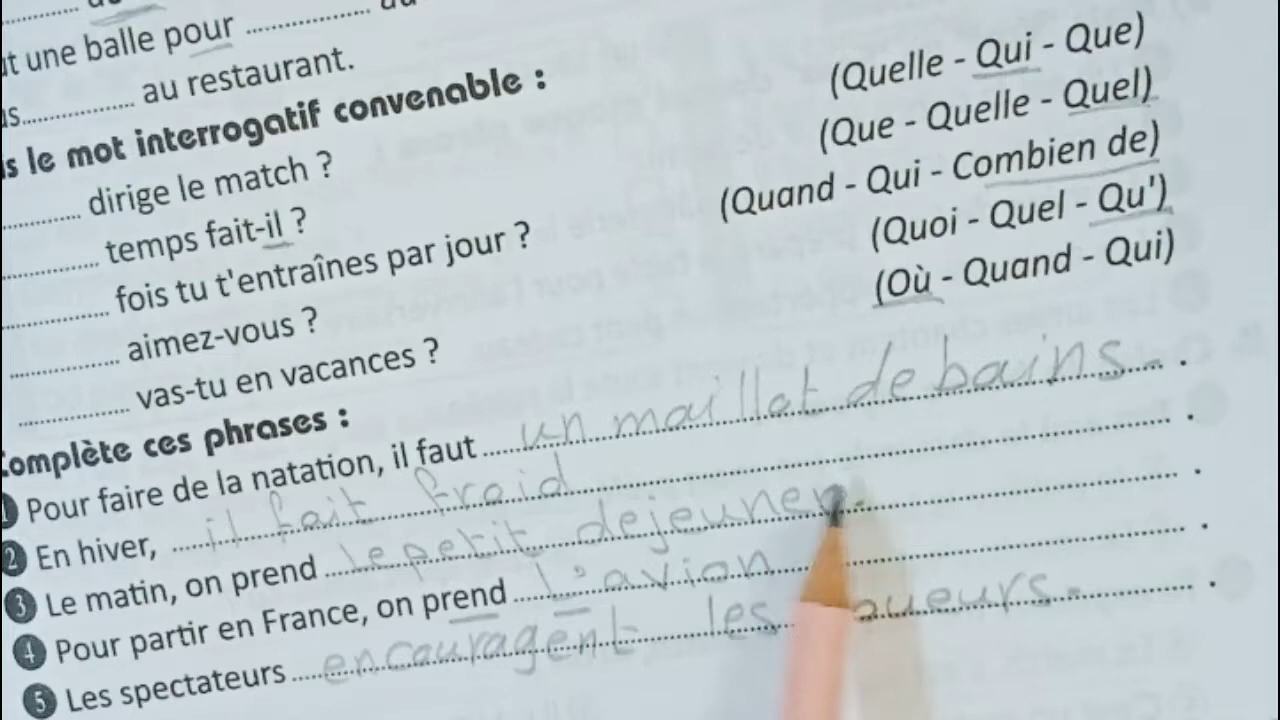 une balle pour
au restaurant.
le mot interrogatif convenable :
dirige le match ? (Quelle - Qui - Que)
temps fait-il ? (Que - Quelle - Quel)
fois tu t'entraînes par jour ? (Quand - Qui - Combien de)
aimez-vous ? (Quoi - Quel - Qu')
vas-tu en vacances ? (Où - Quand - Qui)
Complète ces phrases :
1 Pour faire de la natation, il faut un maillot de bains.
2 En hiver, il fait froid.
3 Le matin, on prend le petit dejeuner.
4 Pour partir en France, on prend l'avion.
5 Les spectateurs encouragent les joueurs.